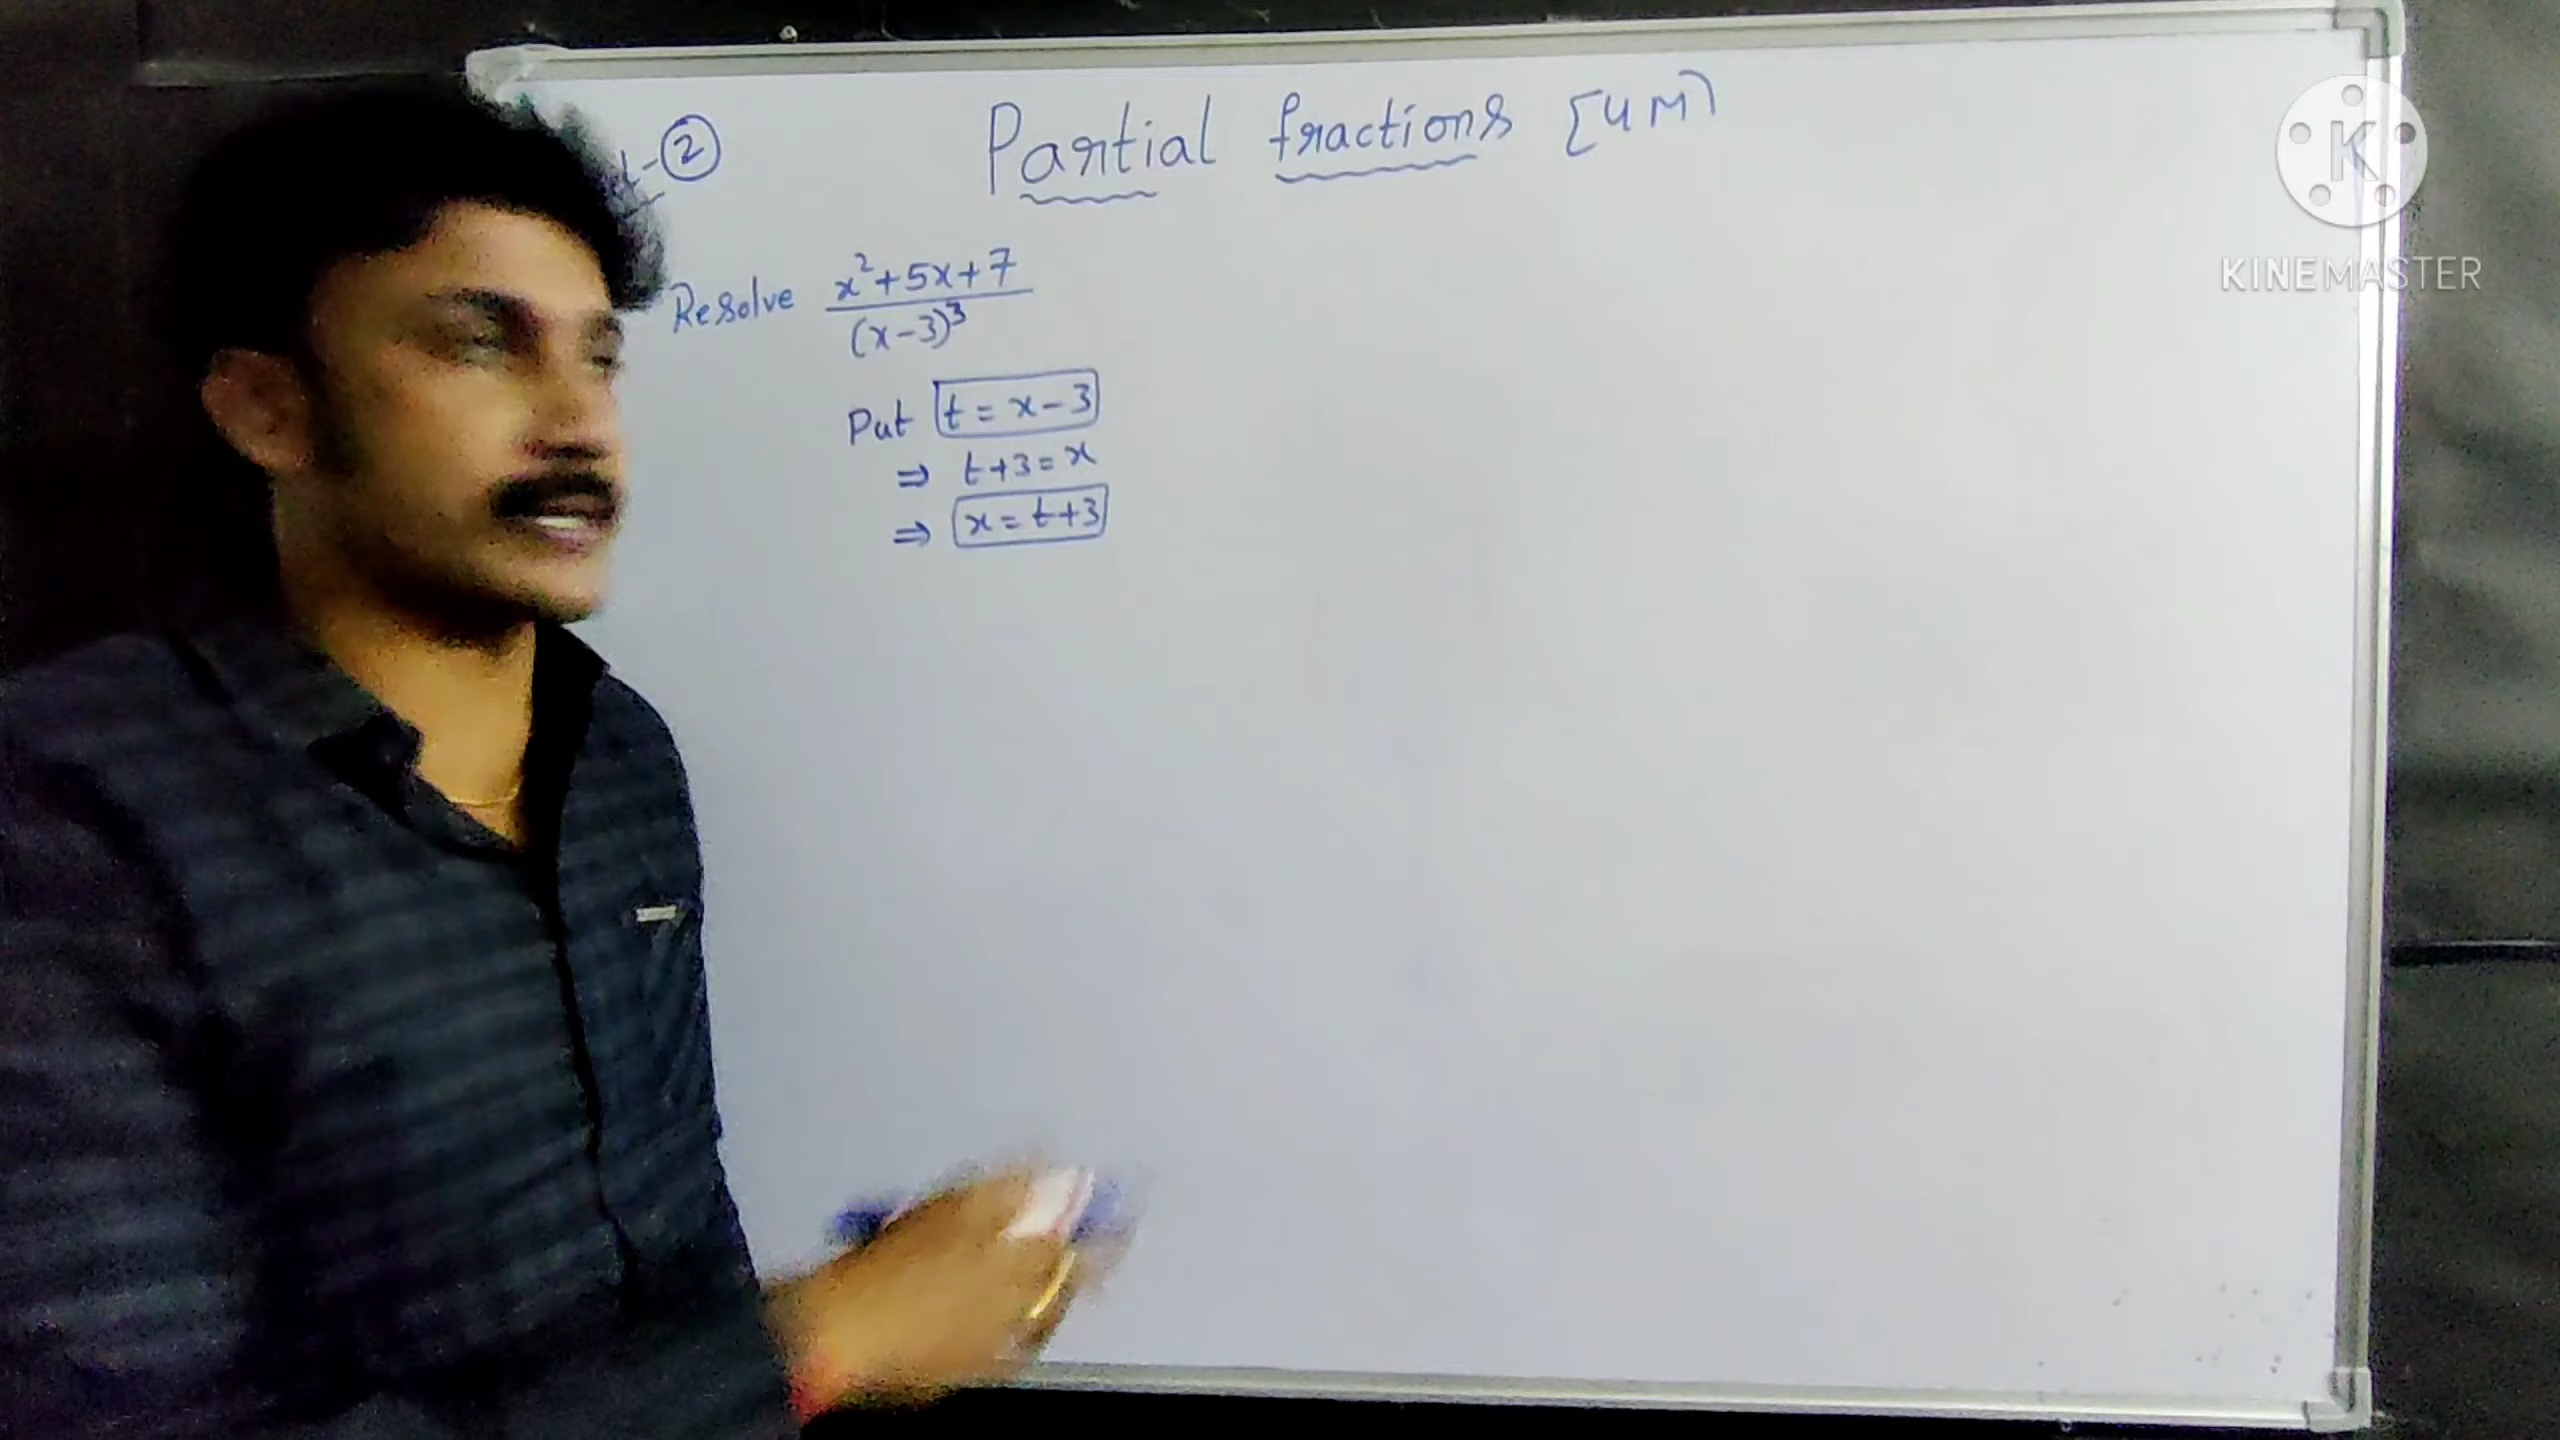 ②
Partial fractions [4M]
Resolve x²+5x+7 / (x-3)³
Put t = x-3
⇒ t+3 = x
⇒ x = t+3
K
KINEMASTER